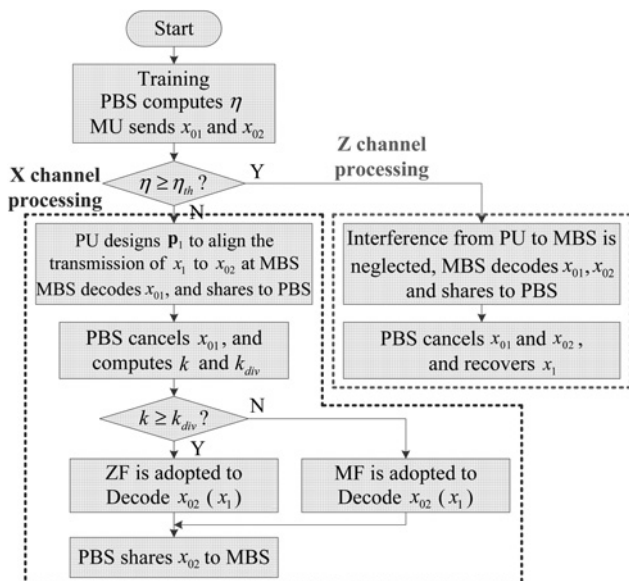 Start
Training
PBS computes η
MU sends x₀₁ and x₀₂
X channel
processing
η ≥ ηth ?
Y
Z channel
processing
N
PU designs p₁ to align the
transmission of x₁ to x₀₂ at MBS
MBS decodes x₀₁, and shares to PBS
Interference from PU to MBS is
neglected, MBS decodes x₀₁, x₀₂
and shares to PBS
PBS cancels x₀₁, and
computes k and kdiv
PBS cancels x₀₁ and x₀₂ ,
and recovers x₁
k ≥ kdiv ?
N
Y
ZF is adopted to
Decode x₀₂ (x₁)
MF is adopted to
Decode x₀₂ (x₁)
PBS shares x₀₂ to MBS